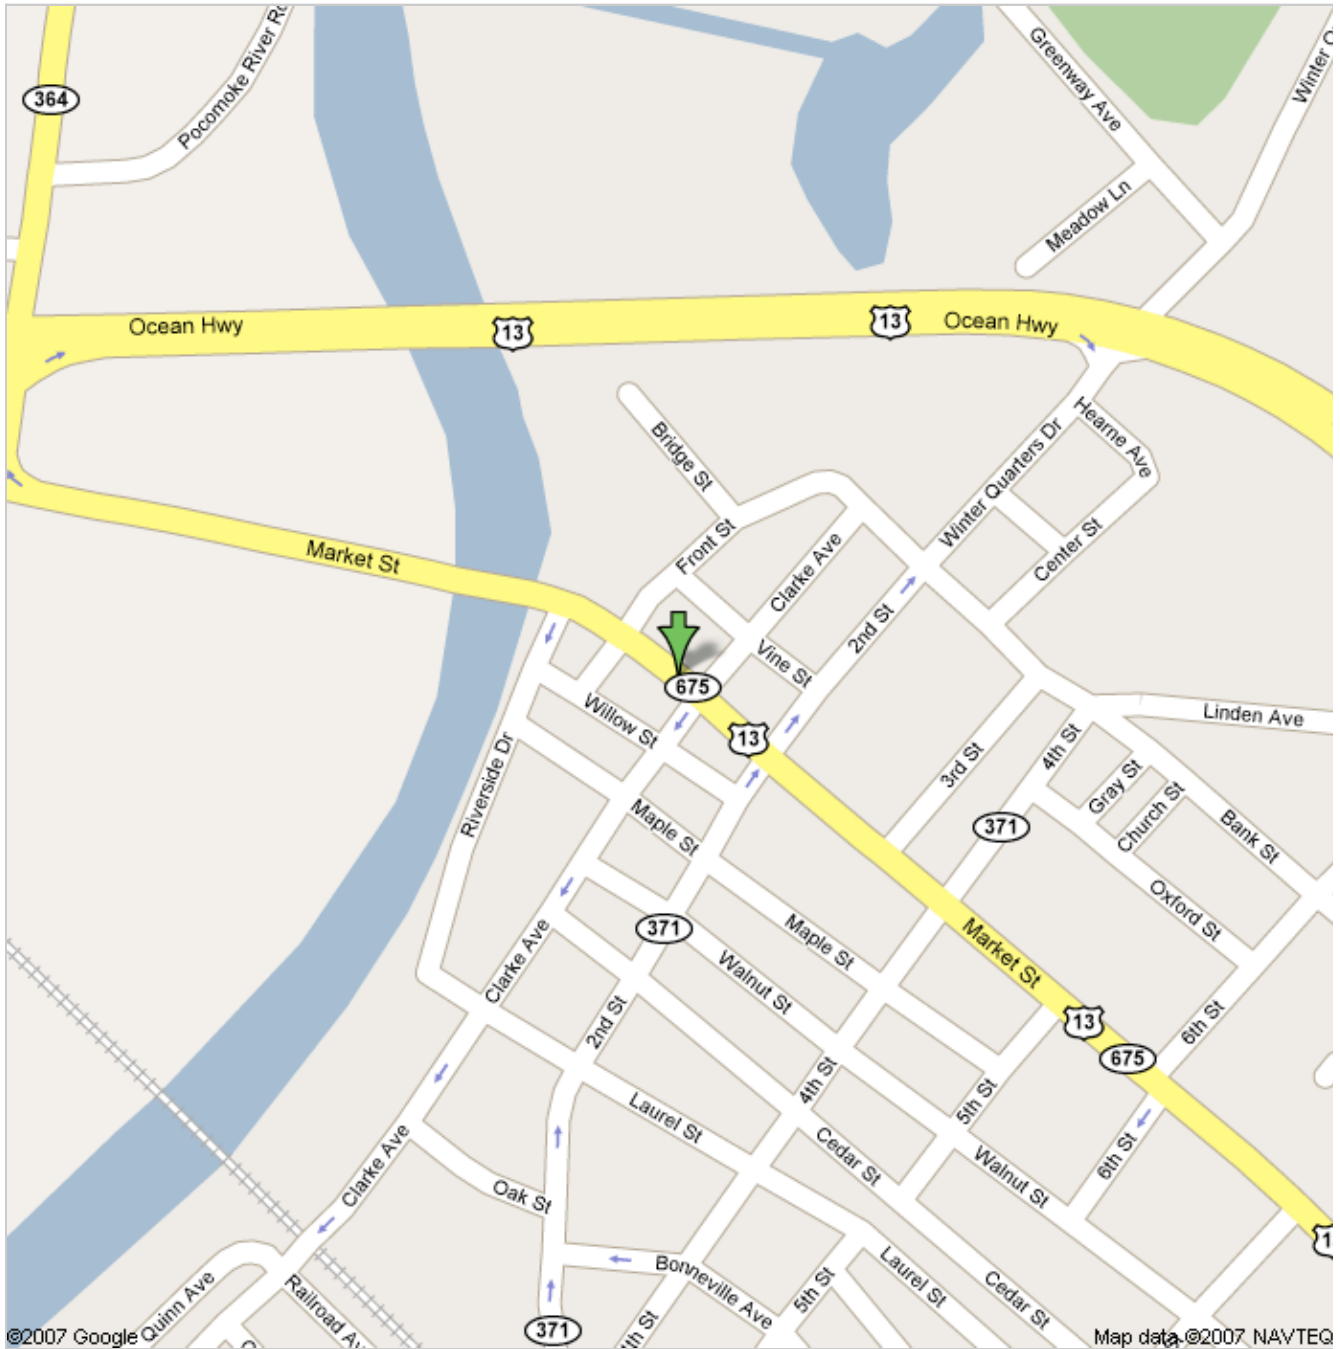 Pocomoke River Rd
Greenway Ave
Winter
364
Meadow Ln
Ocean Hwy
13
13
Ocean Hwy
Hearne Ave
Bridge St
Winter Quarters Dr
Front St
Clarke Ave
Center St
Market St
2nd St
Vine St
675
Willow St
13
Linden Ave
3rd St
4th St
Riverside Dr
Gray St
Church St
Maple St
371
Bank St
Oxford St
371
Clarke Ave
Maple St
Market St
Walnut St
2nd St
13
6th St
675
4th St
5th St
Laurel St
Cedar St
Walnut St
6th St
Clarke Ave
Oak St
Bonneville Ave
5th St
Laurel St
Cedar St
Quinn Ave
Railroad Av
371
©2007 Google
Map data ©2007 NAVTEQ